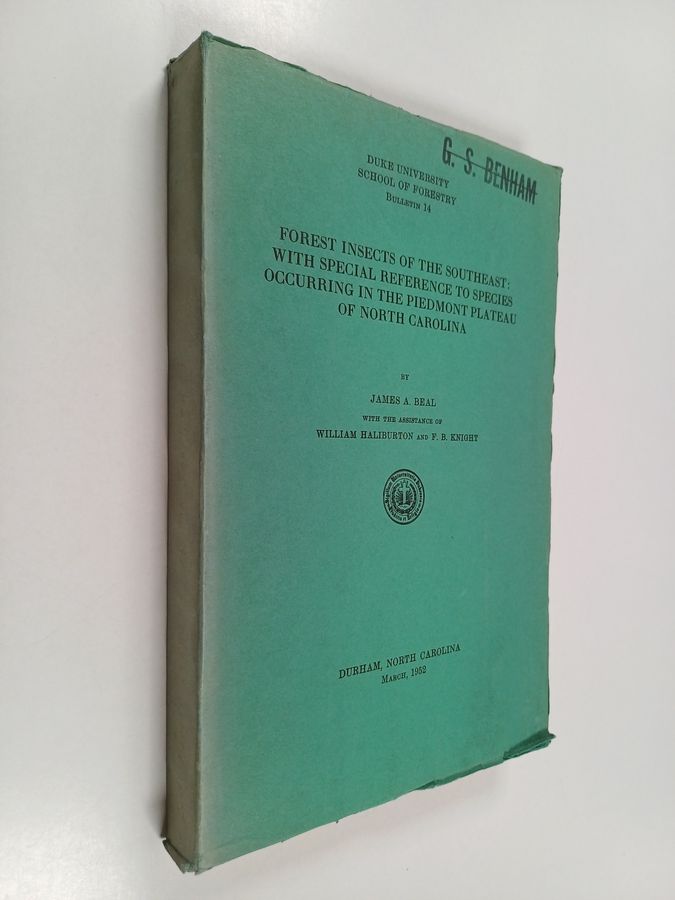 G. S. BENHAM
DUKE UNIVERSITY
SCHOOL OF FORESTRY
BULLETIN 14
FOREST INSECTS OF THE SOUTHEAST:
WITH SPECIAL REFERENCE TO SPECIES
OCCURRING IN THE PIEDMONT PLATEAU
OF NORTH CAROLINA
BY
JAMES A. BEAL
WITH THE ASSISTANCE OF
WILLIAM HALIBURTON AND F. B. KNIGHT
DURHAM, NORTH CAROLINA
MARCH, 1952